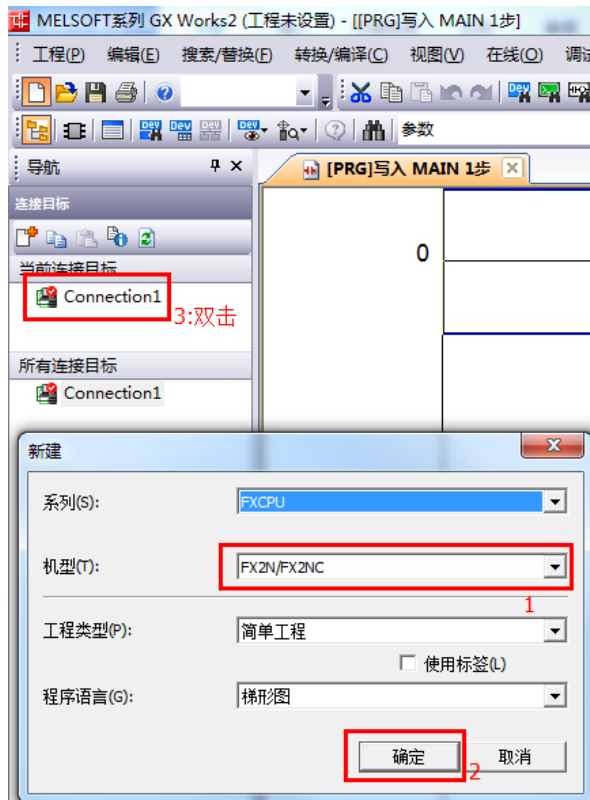 MELSOFT系列 GX Works2 (工程未设置) - [[PRG]写入 MAIN 1步]
工程(P) 编辑(E) 搜索/替换(F) 转换/编译(C) 视图(V) 在线(O) 调试
参数
导航
[PRG]写入 MAIN 1步
连接目标
当前连接目标
0
Connection1
3:双击
所有连接目标
Connection1
新建
系列(S): FXCPU
机型(T): FX2N/FX2NC
1
工程类型(P): 简单工程
使用标签(L)
程序语言(G): 梯形图
确定 取消
2